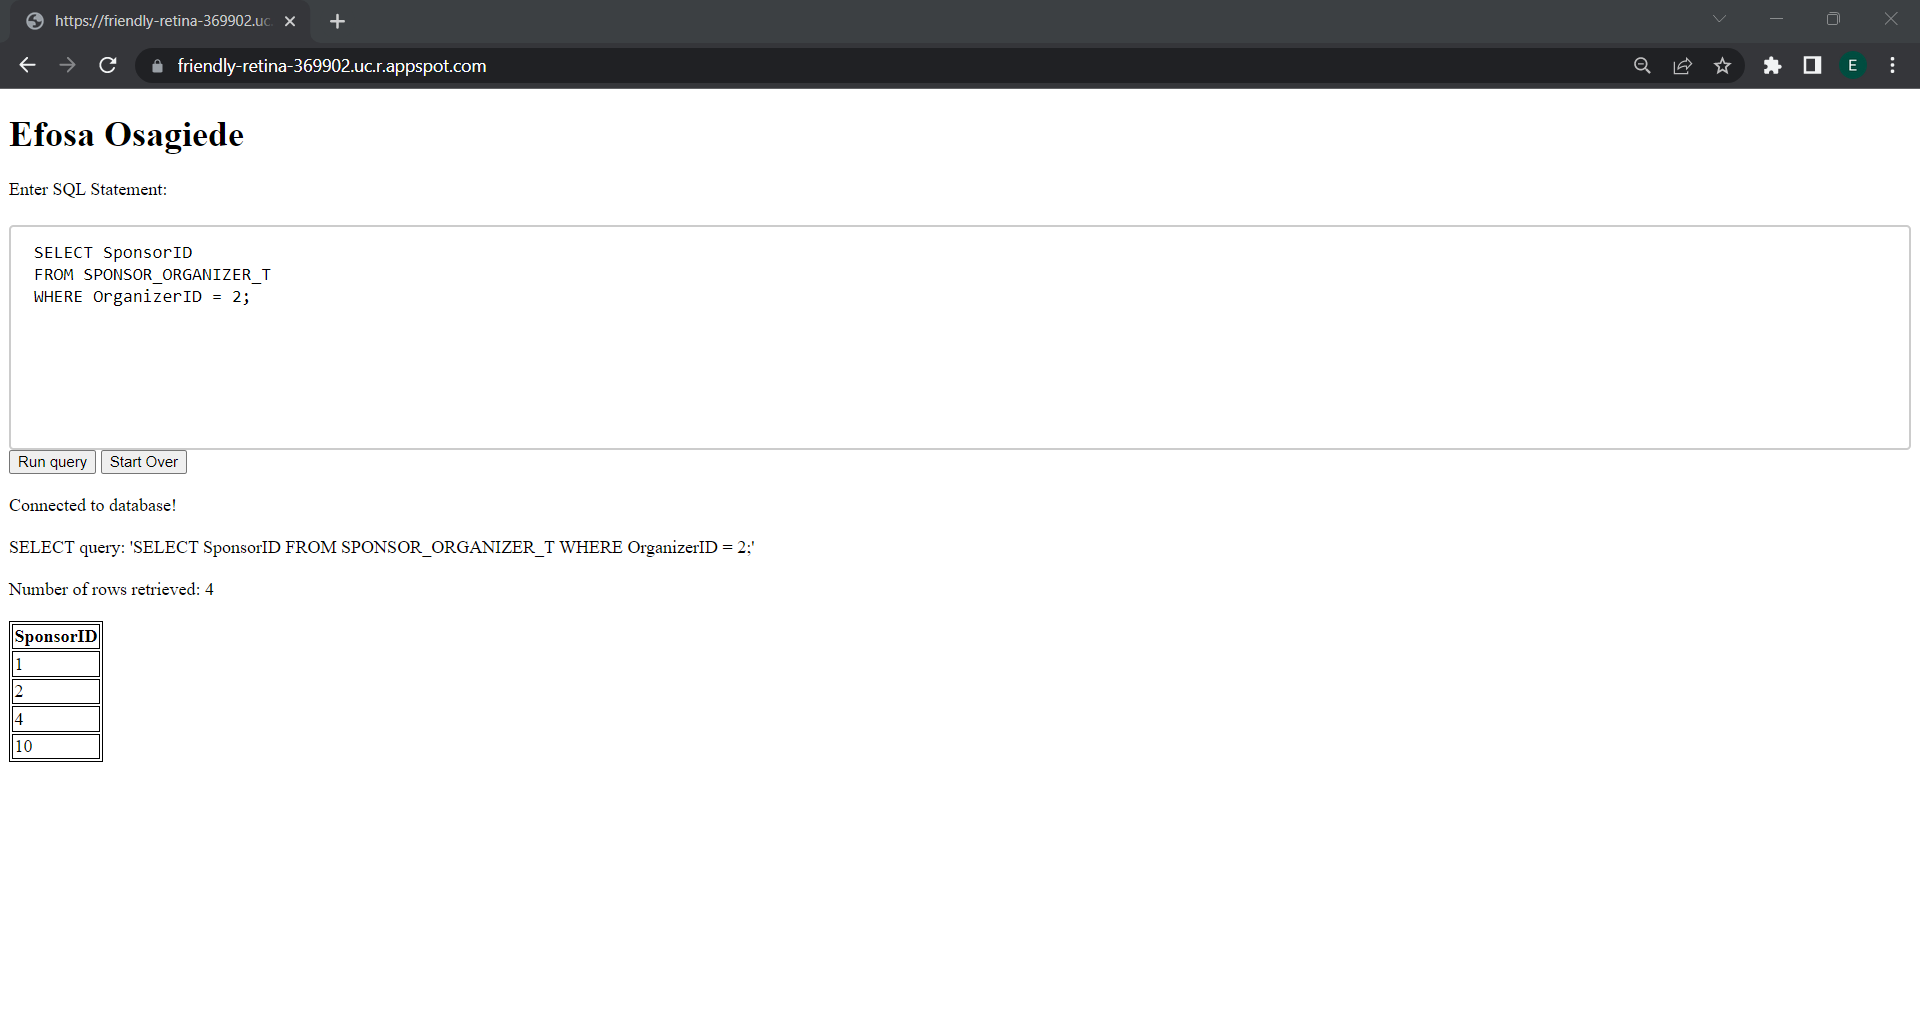 https://friendly-retina-369902.uc.
friendly-retina-369902.uc.r.appspot.com
E
Efosa Osagiede
Enter SQL Statement:
SELECT SponsorID
FROM SPONSOR_ORGANIZER_T
WHERE OrganizerID = 2;
Run query Start Over
Connected to database!
SELECT query: 'SELECT SponsorID FROM SPONSOR_ORGANIZER_T WHERE OrganizerID = 2;'
Number of rows retrieved: 4
SponsorID
1
2
4
10